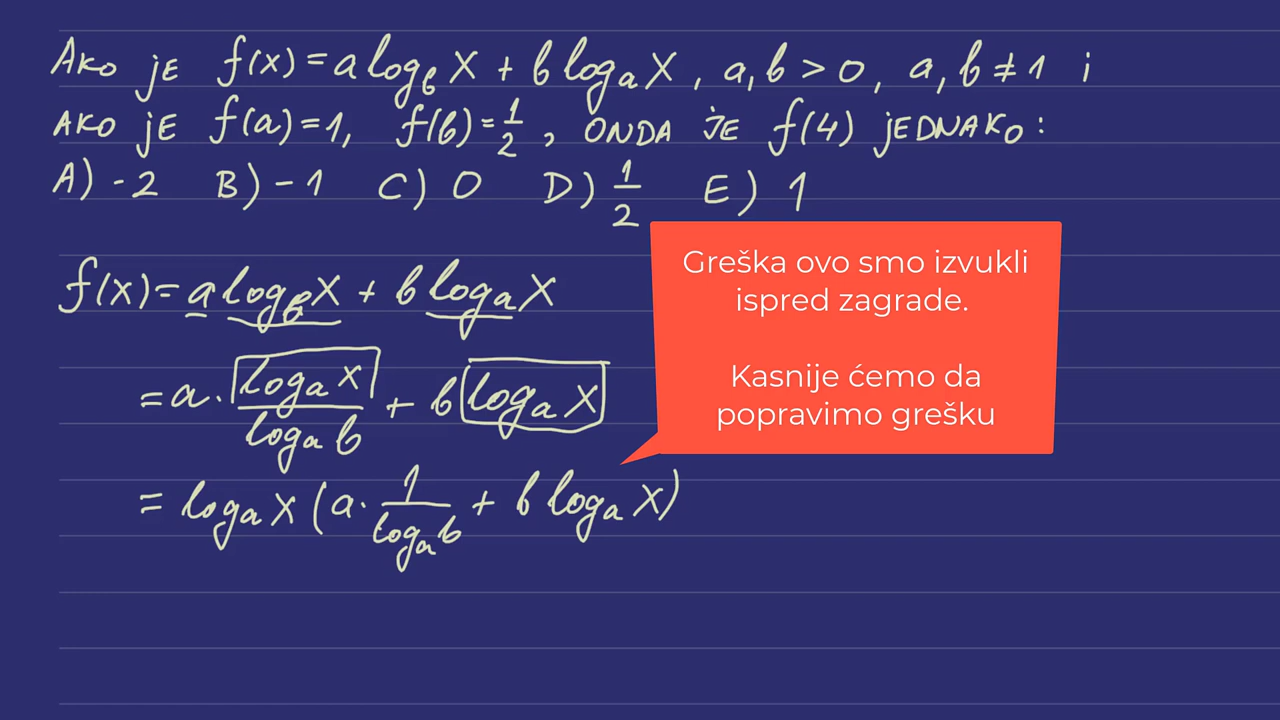 Ako je f(x) = a log_b x + b log_a x, a, b > 0, a, b ≠ 1 i
AKO JE f(a) = 1, f(b) = 1/2, ONDA JE f(4) JEDNAKO:
A) -2 B) -1 C) 0 D) 1/2 E) 1
f(x) = a log_b x + b log_a x
= a · log_a x / log_a b + b log_a x
= log_a x (a · 1 / log_a b + b log_a x)
Greška ovo smo izvukli
ispred zagrade.
Kasnije ćemo da
popravimo grešku